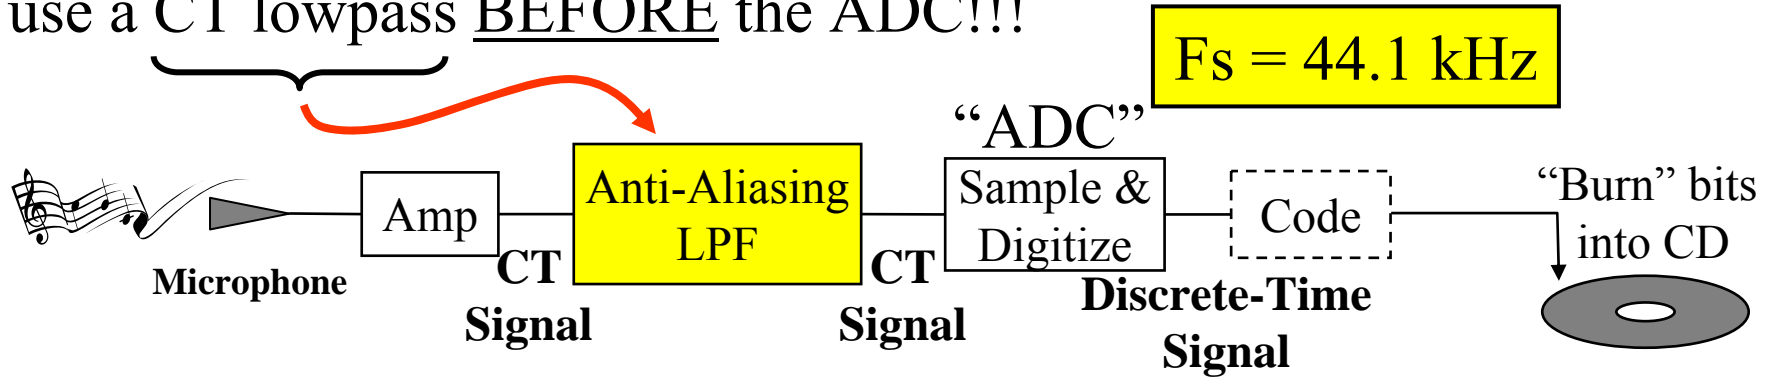 use a CT lowpass BEFORE the ADC!!!
Fs = 44.1 kHz
“ADC”
Microphone
Amp
CT
Signal
Anti-Aliasing
LPF
CT
Signal
Sample &
Digitize
Discrete-Time
Signal
Code
“Burn” bits
into CD